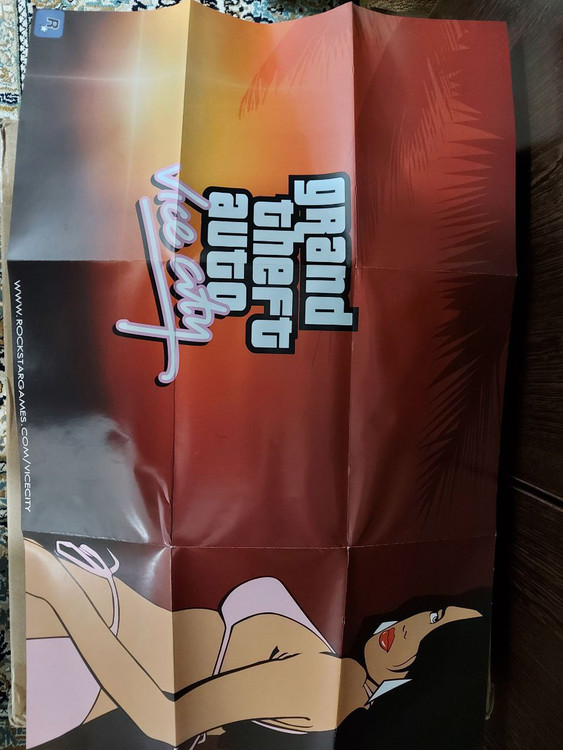 grand
theft
auto
Vice City
WWW.ROCKSTARGAMES.COM/VICECITY
R